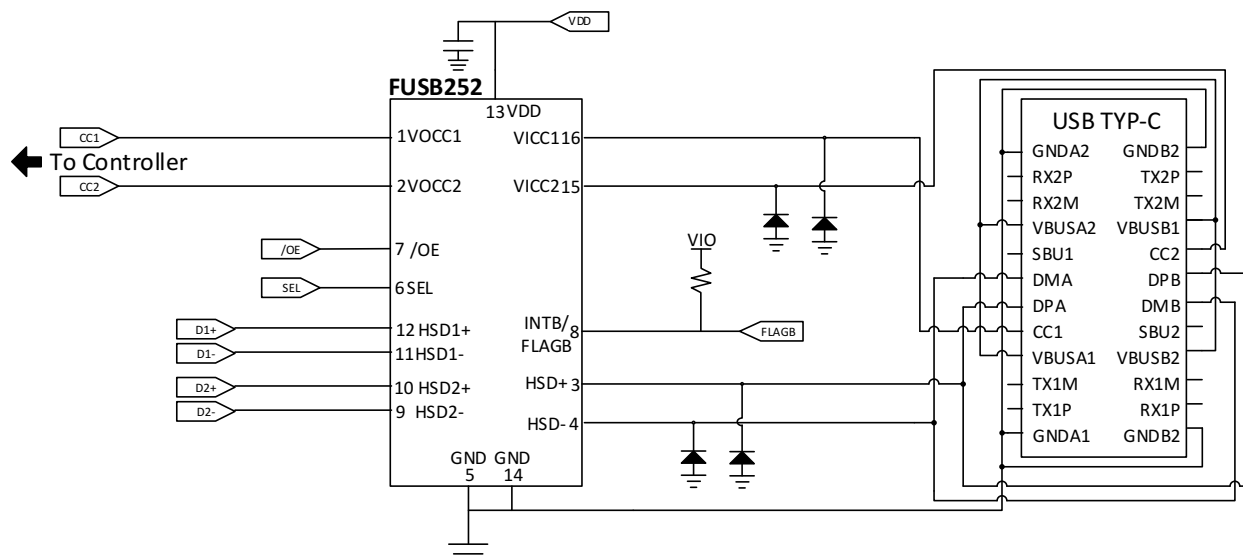 VDD
FUSB252
13 VDD
CC1
1 VOCC1
VICC1 16
To Controller
CC2
2 VOCC2
VICC2 15
/OE
7 /OE
SEL
6 SEL
VIO
D1+
12 HSD1+
INTB/
FLAGB
8
FLAGB
D1-
11 HSD1-
D2+
10 HSD2+
HSD+ 3
D2-
9 HSD2-
HSD- 4
GND
5
GND
14
USB TYP-C
GNDA2 GNDB2
RX2P TX2P
RX2M TX2M
VBUSA2 VBUSB1
SBU1 CC2
DMA DPB
DPA DMB
CC1 SBU2
VBUSA1 VBUSB2
TX1M RX1M
TX1P RX1P
GNDA1 GNDB2